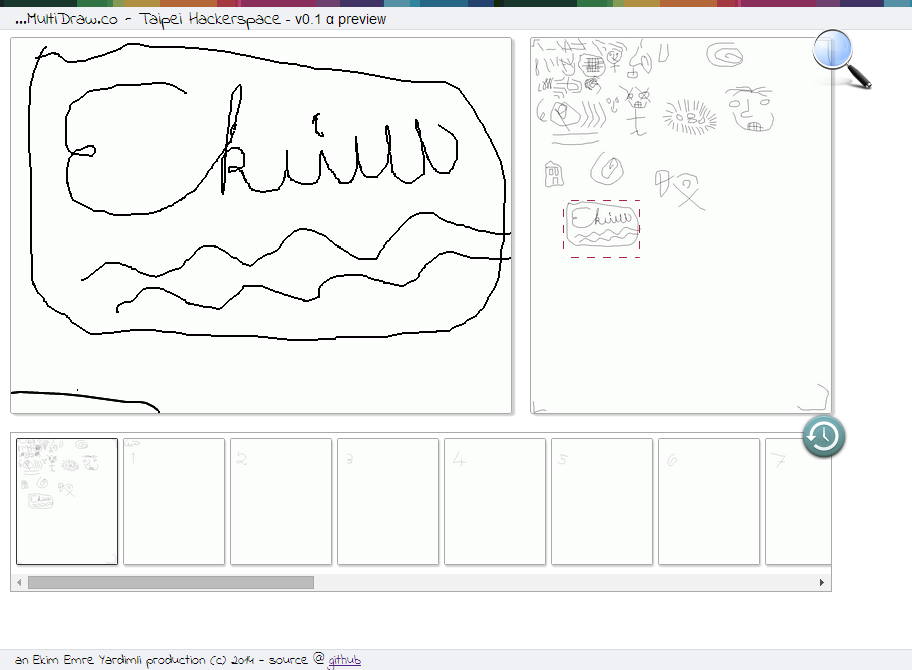 ...MultiDraw.co - Taipei Hackerspace - v0.1 α preview
1 2 3 4 5 6 7
an Ekim Emre Yardimli production (c) 2014 - source @ github